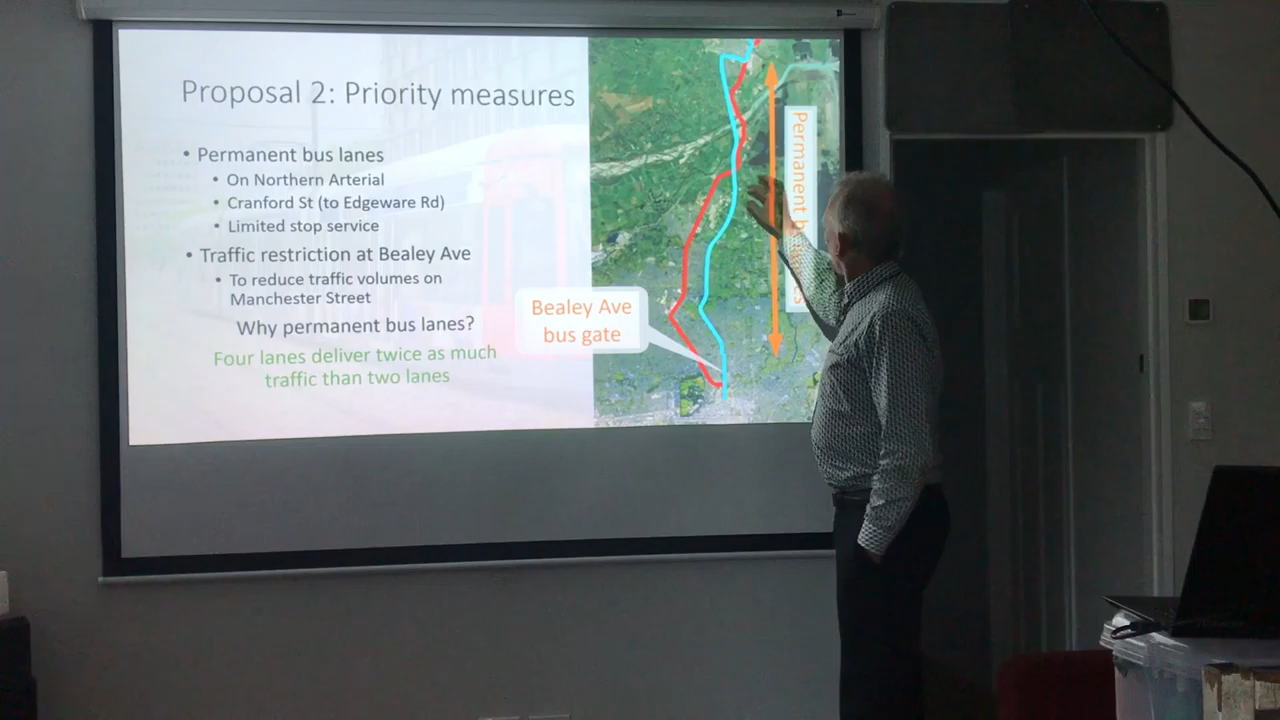 Proposal 2: Priority measures
• Permanent bus lanes
• On Northern Arterial
• Cranford St (to Edgeware Rd)
• Limited stop service
• Traffic restriction at Bealey Ave
• To reduce traffic volumes on
Manchester Street
Why permanent bus lanes?
Four lanes deliver twice as much
traffic than two lanes
Bealey Ave
bus gate
Permanent